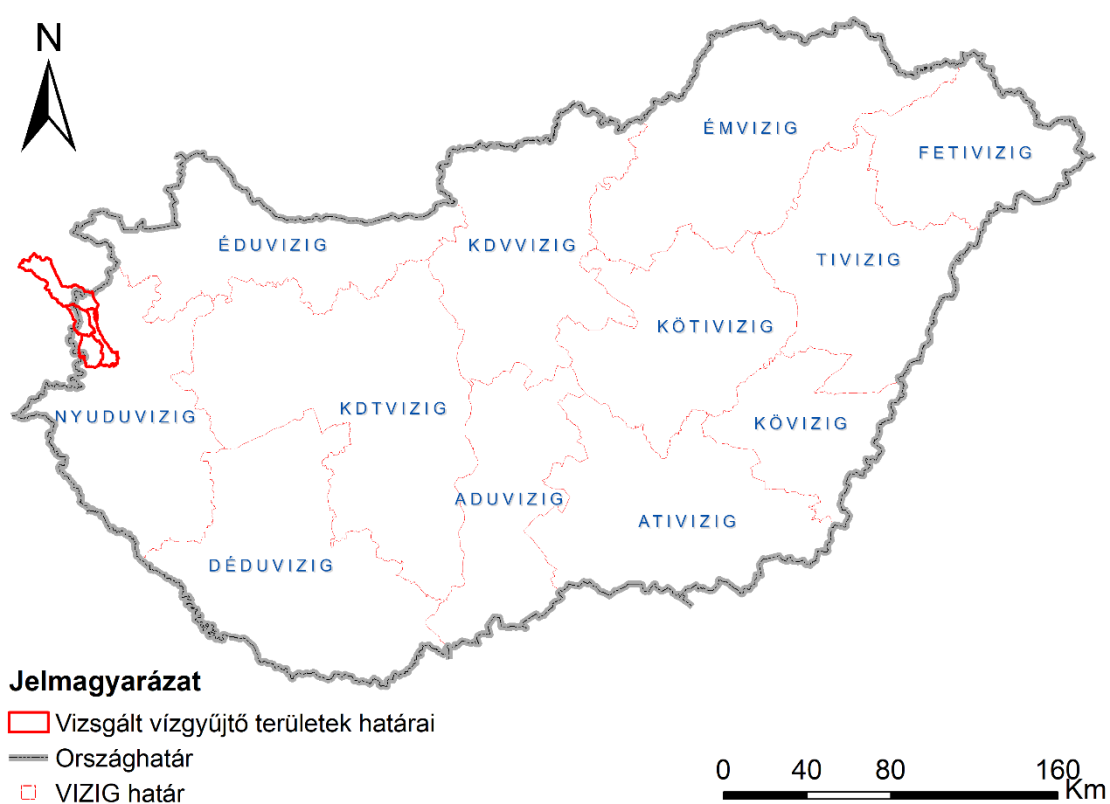 N
ÉMVIZIG
FETIVIZIG
ÉDUVIZIG
KDVVIZIG
TIVIZIG
KÖTIVIZIG
NYUDUVIZIG
KDTVIZIG
KÖVIZIG
ADUVIZIG
ATIVIZIG
DÉDUVIZIG
Jelmagyarázat
Vizsgált vízgyűjtő területek határai
Országhatár
VIZIG határ
0 40 80 160
Km